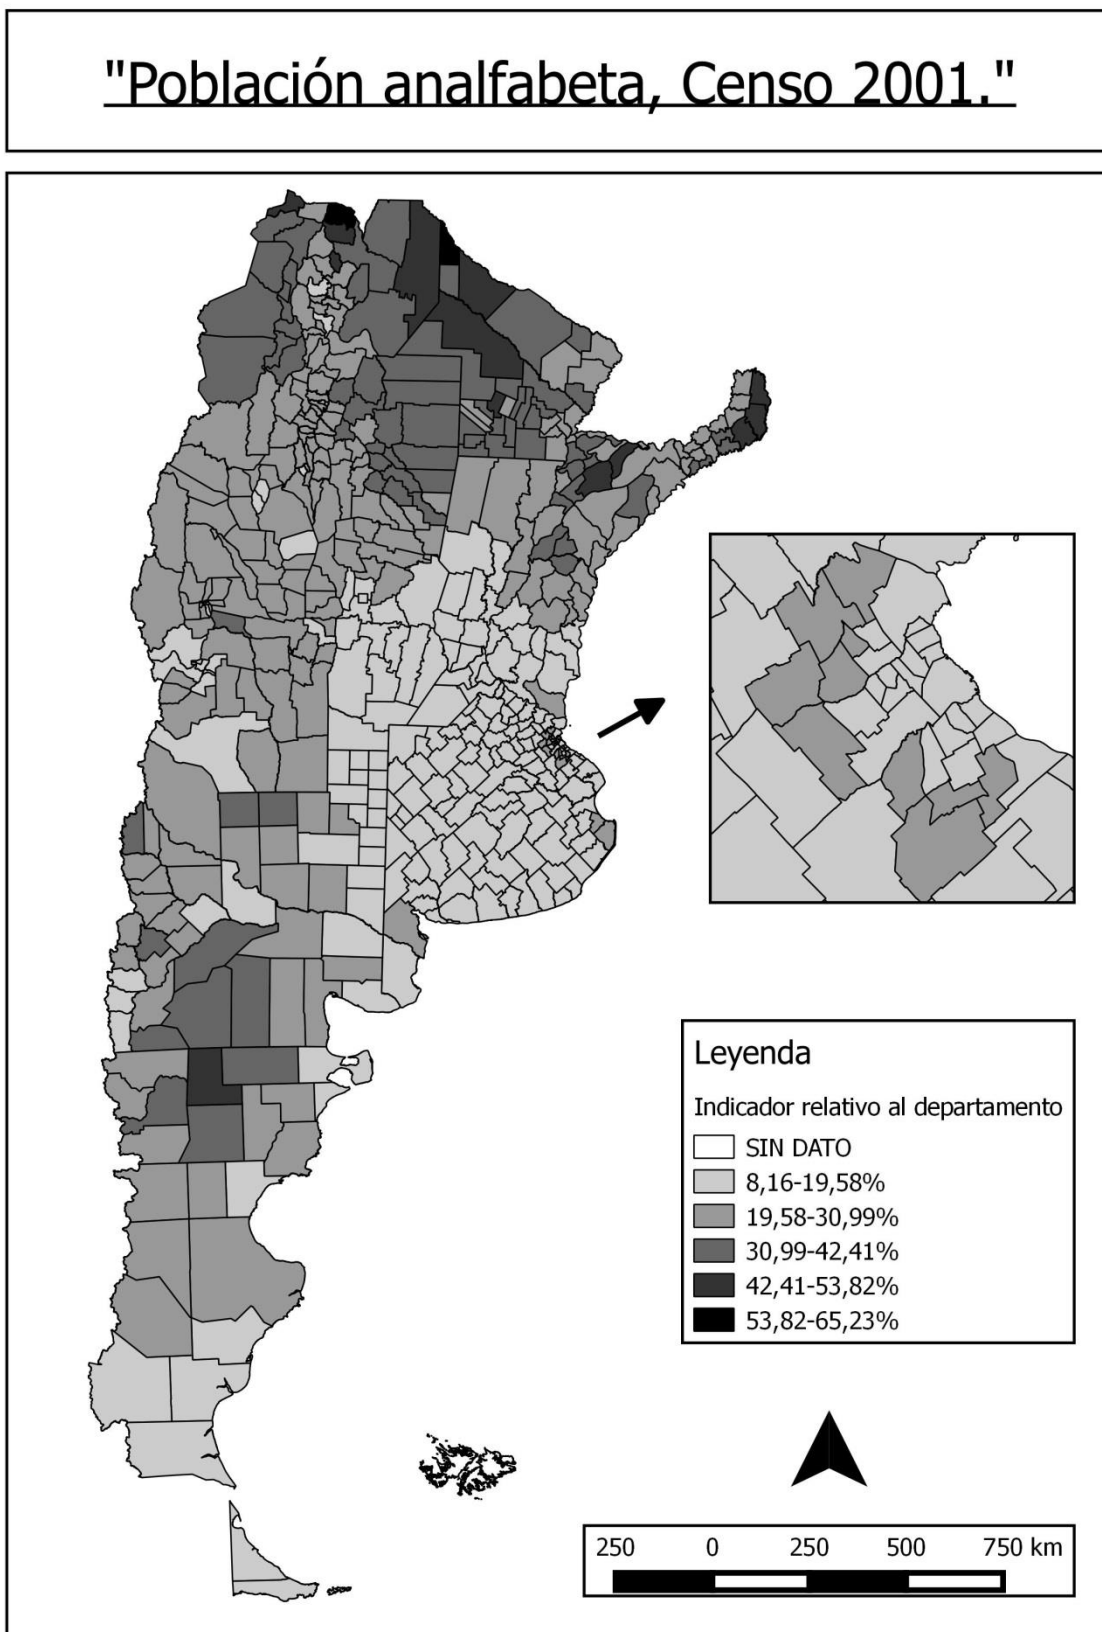 "Población analfabeta, Censo 2001."
Leyenda
Indicador relativo al departamento
SIN DATO
8,16-19,58%
19,58-30,99%
30,99-42,41%
42,41-53,82%
53,82-65,23%
250 0 250 500 750 km